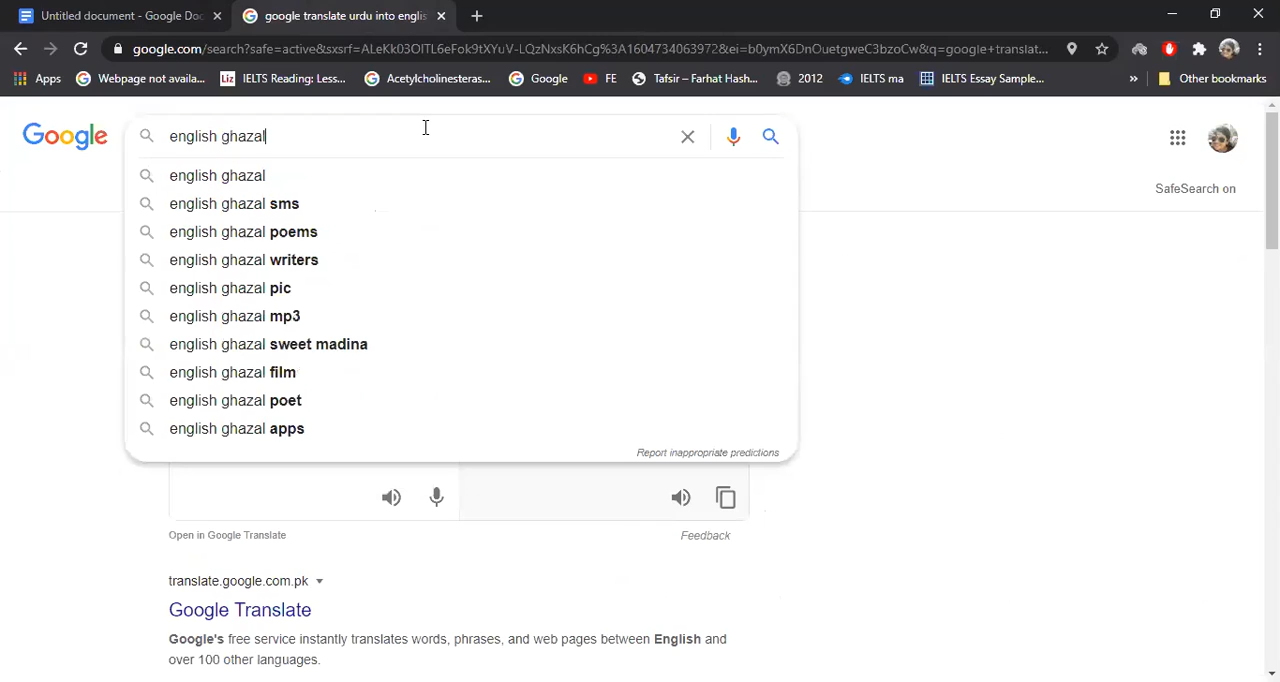 Untitled document - Google Doc
google translate urdu into englis
google.com/search?safe=active&sxsrf=ALeKk03OlTL6eFok9tXYuV-LQzNxsK6hCg%3A1604734063972&ei=b0ymX6DnOuetgweC3bzoCw&q=google+translat...
Apps
Webpage not availa...
Liz
IELTS Reading: Less...
Acetylcholinesteras...
Google
FE
Tafsir – Farhat Hash...
2012
IELTS ma
IELTS Essay Sample...
»
Other bookmarks
Google
english ghazal
SafeSearch on
english ghazal
english ghazal sms
english ghazal poems
english ghazal writers
english ghazal pic
english ghazal mp3
english ghazal sweet madina
english ghazal film
english ghazal poet
english ghazal apps
Report inappropriate predictions
Open in Google Translate
Feedback
translate.google.com.pk
Google Translate
Google's free service instantly translates words, phrases, and web pages between English and
over 100 other languages.